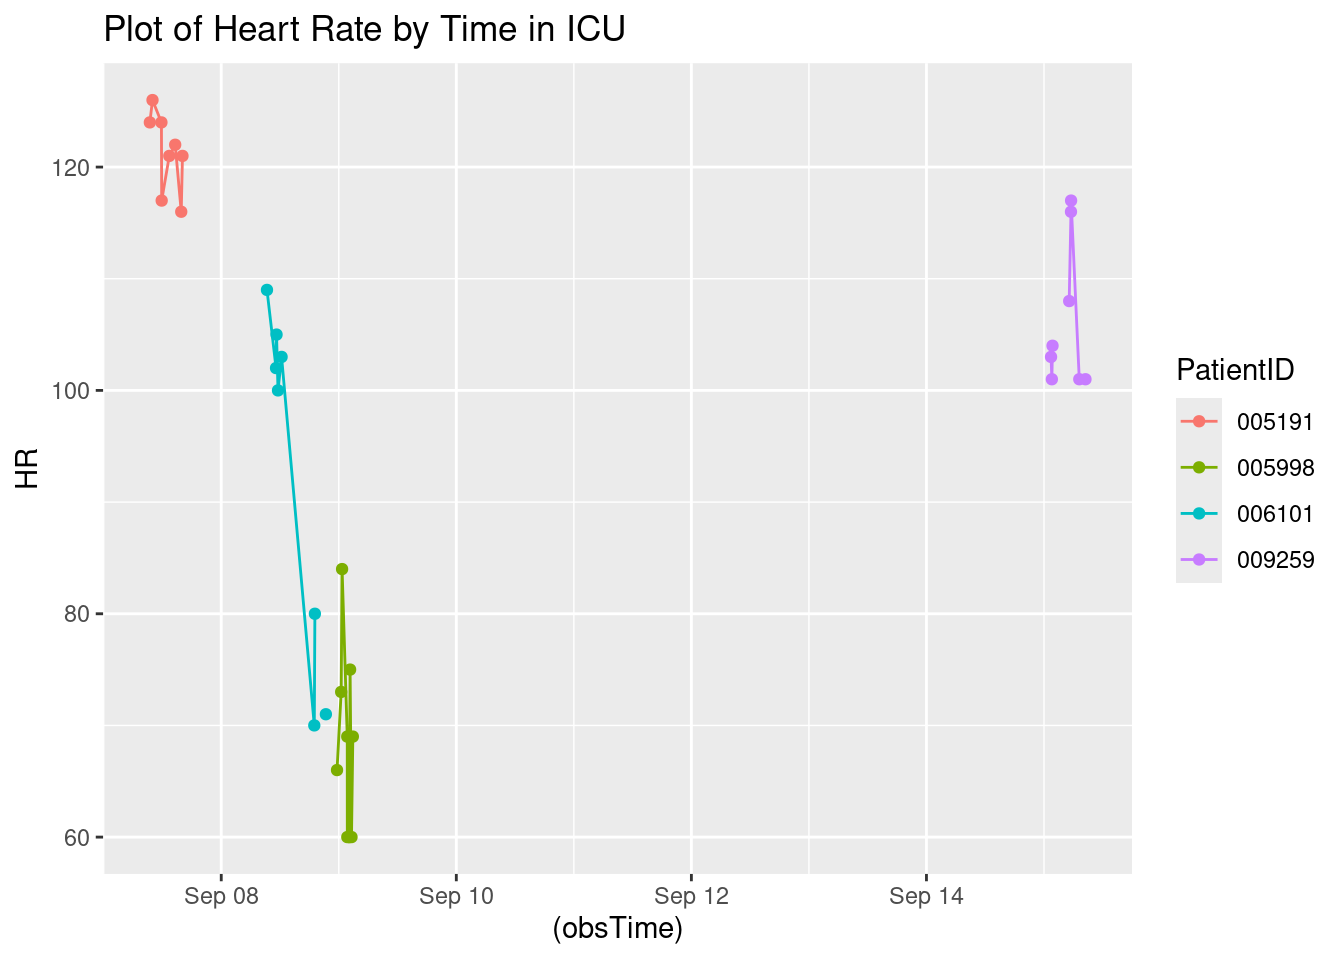 Plot of Heart Rate by Time in ICU
HR
120
100
80
60
Sep 08
Sep 10
Sep 12
Sep 14
(obsTime)
PatientID
005191
005998
006101
009259